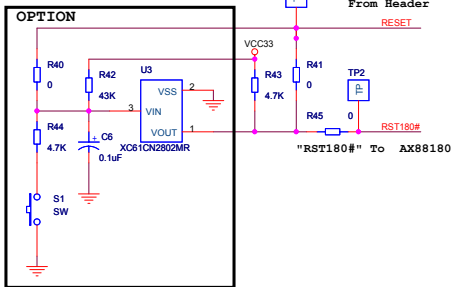 From Header
OPTION
RESET
VCC33
R40
0
R42
43K
U3
VSS
2
3
VIN
VOUT
1
XC61CN2802MR
R43
4.7K
R41
0
TP2
TP
R44
4.7K
C6
+
0.1uF
R45
0
RST180#
"RST180#" To AX88180
S1
SW